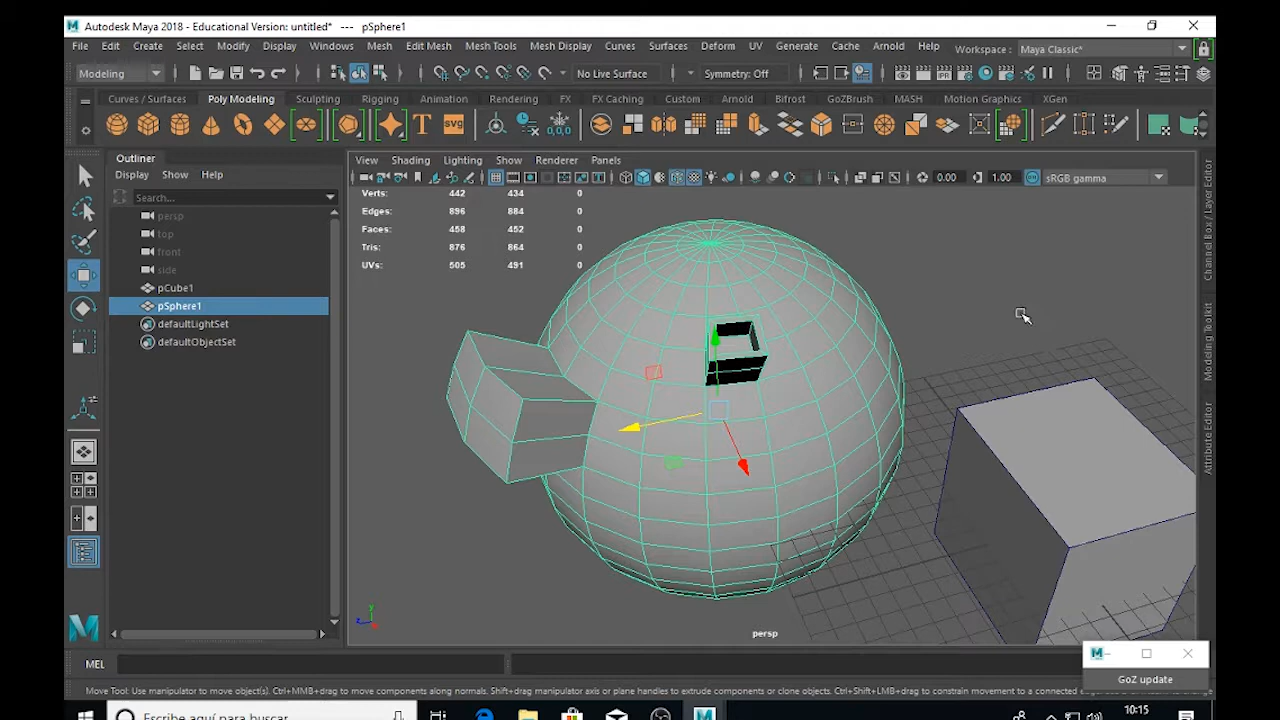 Autodesk Maya 2018 - Educational Version: untitled* --- pSphere1
File Edit Create Select Modify Display Windows Mesh Edit Mesh Mesh Tools Mesh Display Curves Surfaces Deform UV Generate Cache Arnold Help Workspace : Maya Classic*
Modeling No Live Surface Symmetry: Off
Curves / Surfaces Poly Modeling Sculpting Rigging Animation Rendering FX FX Caching Custom Arnold Bifrost GoZBrush MASH Motion Graphics XGen
T SVG 0,0,0
Outliner
Display Show Help
Search...
persp
top
front
side
pCube1
pSphere1
defaultLightSet
defaultObjectSet
View Shading Lighting Show Renderer Panels
0.00 1.00 sRGB gamma
Verts: 442 434 0
Edges: 896 884 0
Faces: 458 452 0
Tris: 876 864 0
UVs: 505 491 0
y
z
persp
Channel Box / Layer Editor
Modeling Toolkit
Attribute Editor
GoZ update
MEL
Move Tool: Use manipulator to move object(s). Ctrl+MMB+drag to move components along normals. Shift+drag manipulator axis or plane handles to extrude components or clone objects. Ctrl+Shift+LMB+drag to constrain movement to a connected
Escribe aquí para buscar
10:15